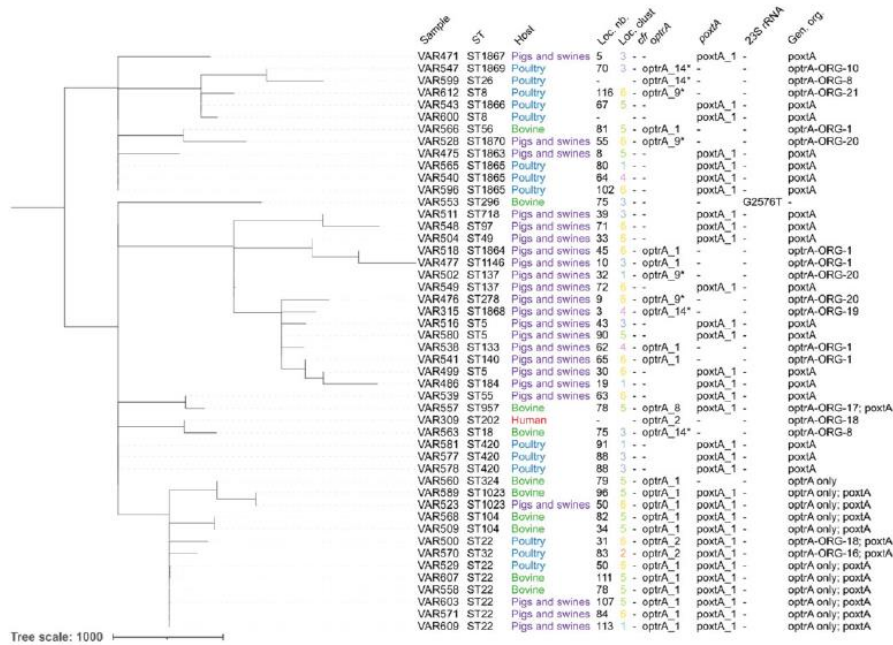 Sample ST Host Loc. nb. Loc. clust cfr optrA poxtA 23S rRNA Gen. org.
VAR471 ST1867 Pigs and swines 5 3 - - poxtA_1 - poxtA
VAR547 ST1869 Poultry 70 3 - optrA_14* - - optrA-ORG-10
VAR599 ST26 Poultry - - optrA_14* - - optrA-ORG-8
VAR612 ST8 Poultry 116 6 - optrA_9* - - optrA-ORG-21
VAR543 ST1866 Poultry 67 5 - - poxtA_1 - poxtA
VAR600 ST8 Poultry - - - poxtA_1 - poxtA
VAR566 ST56 Bovine 81 5 - optrA_1 - - optrA-ORG-1
VAR528 ST1870 Pigs and swines 55 6 - optrA_9* - - optrA-ORG-20
VAR475 ST1863 Pigs and swines 8 5 - - poxtA_1 - poxtA
VAR565 ST1865 Poultry 80 1 - - poxtA_1 - poxtA
VAR540 ST1865 Poultry 64 4 - - poxtA_1 - poxtA
VAR596 ST1865 Poultry 102 6 - - poxtA_1 - poxtA
VAR553 ST296 Bovine 75 3 - - - G2576T -
VAR511 ST718 Pigs and swines 39 3 - - poxtA_1 - poxtA
VAR548 ST97 Pigs and swines 71 6 - - poxtA_1 - poxtA
VAR504 ST49 Pigs and swines 33 6 - - poxtA_1 - poxtA
VAR518 ST1864 Pigs and swines 45 6 - optrA_1 - - optrA-ORG-1
VAR477 ST1146 Pigs and swines 10 3 - optrA_1 - - optrA-ORG-1
VAR502 ST137 Pigs and swines 32 1 - optrA_9* - - optrA-ORG-20
VAR549 ST137 Pigs and swines 72 6 - - poxtA_1 - poxtA
VAR476 ST278 Pigs and swines 9 6 - optrA_9* - - optrA-ORG-20
VAR315 ST1868 Pigs and swines 3 4 - optrA_14* - - optrA-ORG-19
VAR516 ST5 Pigs and swines 43 3 - - poxtA_1 - poxtA
VAR580 ST5 Pigs and swines 90 5 - - poxtA_1 - poxtA
VAR538 ST133 Pigs and swines 62 4 - optrA_1 - - optrA-ORG-1
VAR541 ST140 Pigs and swines 65 6 - optrA_1 - - optrA-ORG-1
VAR499 ST5 Pigs and swines 30 6 - - poxtA_1 - poxtA
VAR486 ST184 Pigs and swines 19 1 - - poxtA_1 - poxtA
VAR539 ST55 Pigs and swines 63 6 - - poxtA_1 - poxtA
VAR557 ST957 Bovine 78 5 - optrA_8 poxtA_1 - optrA-ORG-17; poxtA
VAR309 ST202 Human - - optrA_2 - - optrA-ORG-18
VAR563 ST18 Bovine 75 3 - optrA_14* - - optrA-ORG-8
VAR581 ST420 Poultry 91 1 - - poxtA_1 - poxtA
VAR577 ST420 Poultry 88 3 - - poxtA_1 - poxtA
VAR578 ST420 Poultry 88 3 - - poxtA_1 - poxtA
VAR560 ST324 Bovine 79 5 - optrA_1 - - optrA only
VAR589 ST1023 Bovine 96 5 - optrA_1 poxtA_1 - optrA only; poxtA
VAR523 ST1023 Pigs and swines 50 6 - optrA_1 poxtA_1 - optrA only; poxtA
VAR568 ST104 Bovine 82 5 - optrA_1 poxtA_1 - optrA only; poxtA
VAR509 ST104 Bovine 34 5 - optrA_1 poxtA_1 - optrA only; poxtA
VAR500 ST22 Poultry 31 6 - optrA_2 poxtA_1 - optrA-ORG-18; poxtA
VAR570 ST32 Poultry 83 2 - optrA_2 poxtA_1 - optrA-ORG-16; poxtA
VAR529 ST22 Poultry 50 6 - optrA_1 poxtA_1 - optrA only; poxtA
VAR607 ST22 Bovine 111 5 - optrA_1 poxtA_1 - optrA only; poxtA
VAR558 ST22 Bovine 78 5 - optrA_1 poxtA_1 - optrA only; poxtA
VAR603 ST22 Pigs and swines 107 5 - optrA_1 poxtA_1 - optrA only; poxtA
VAR571 ST22 Pigs and swines 84 6 - optrA_1 poxtA_1 - optrA only; poxtA
VAR609 ST22 Pigs and swines 113 1 - optrA_1 poxtA_1 - optrA only; poxtA
Tree scale: 1000